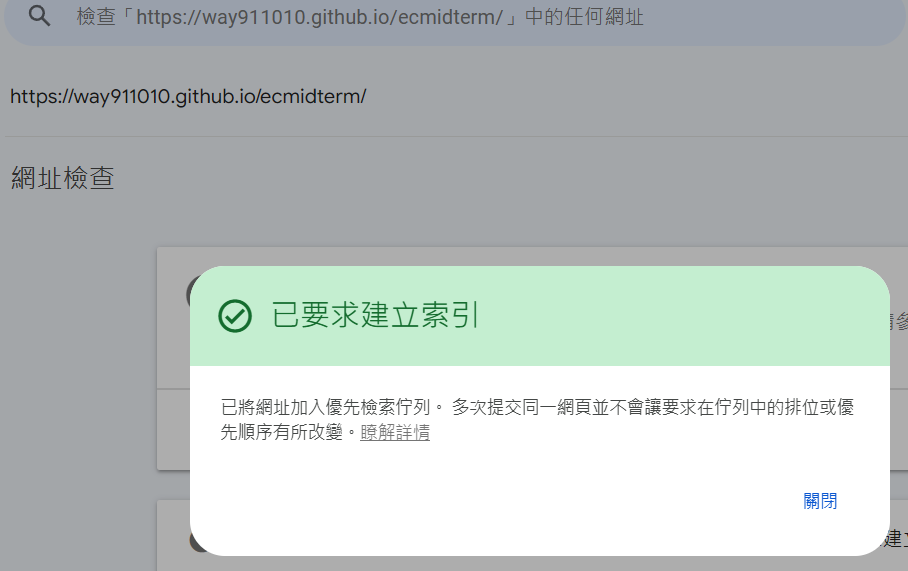 檢查「https://way911010.github.io/ecmidterm/」中的任何網址
https://way911010.github.io/ecmidterm/
網址檢查
已要求建立索引
已將網址加入優先檢索佇列。 多次提交同一網頁並不會讓要求在佇列中的排位或優
先順序有所改變。瞭解詳情
關閉